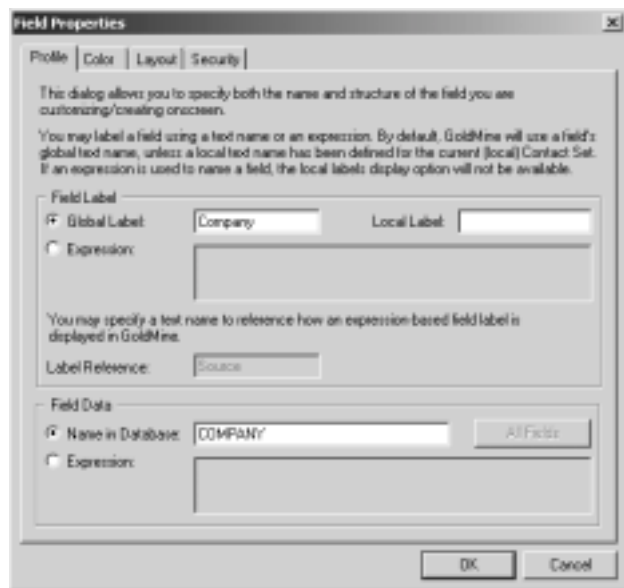 Field Properties
Profile Color Layout Security
This dialog allows you to specify both the name and structure of the field you are
customizing/creating onscreen.
You may label a field using a text name or an expression. By default, GoldMine will use a field's
global text name, unless a local text name has been defined for the current (local) Contact Set.
If an expression is used to name a field, the local labels display option will not be available.
Field Label
Global Label: Company Local Label:
Expression:
You may specify a text name to reference how an expression-based field label is
displayed in GoldMine.
Label Reference: Source
Field Data
Name in Database: COMPANY All Fields
Expression:
OK Cancel